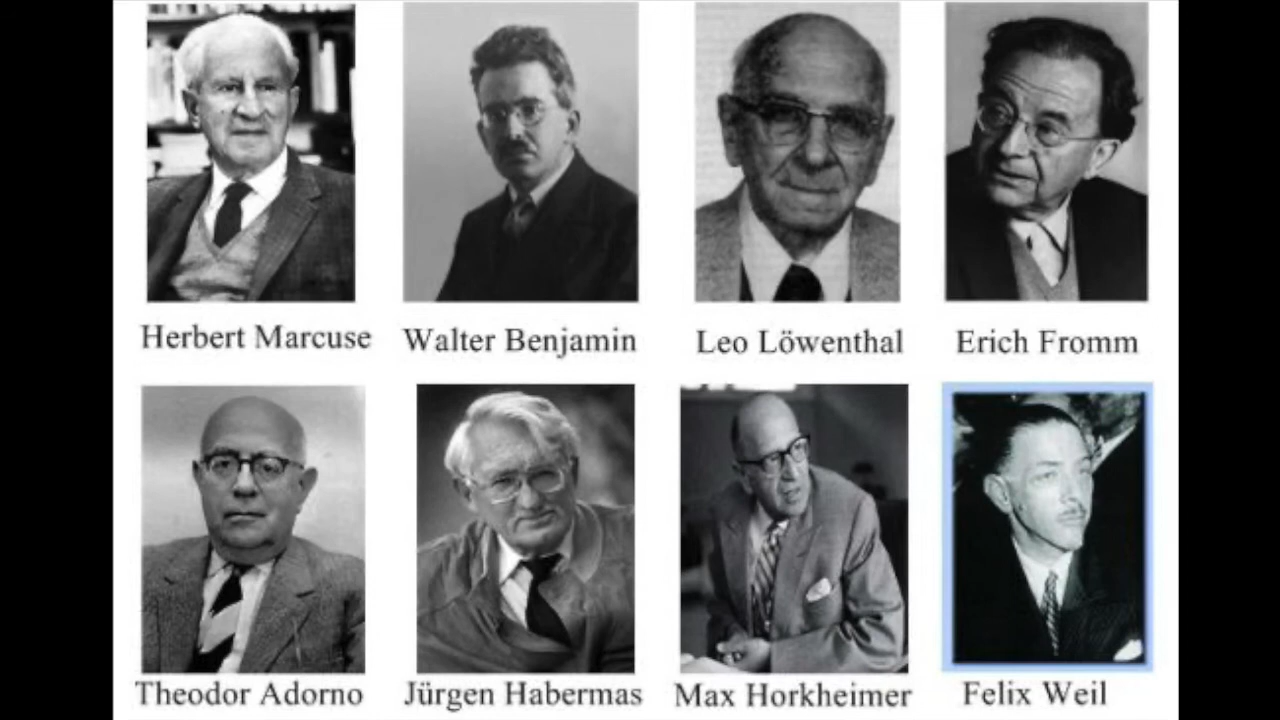 Herbert Marcuse
Walter Benjamin
Leo Löwenthal
Erich Fromm
Theodor Adorno
Jürgen Habermas
Max Horkheimer
Felix Weil